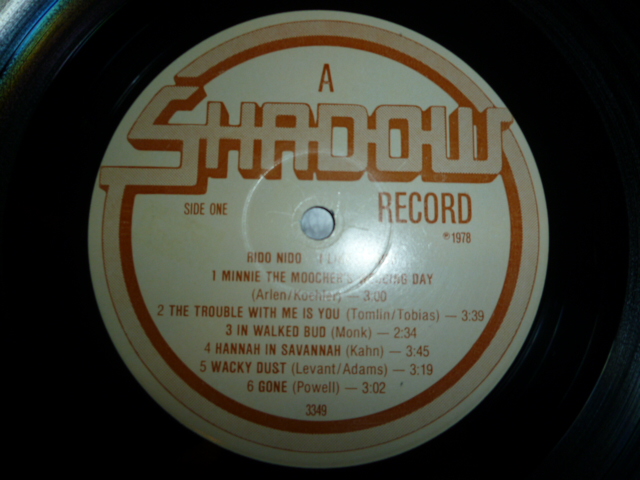 A
SHADOW
SIDE ONE
RECORD
℗1978
RIDO NIDO
1 MINNIE THE MOOCHER'S DAY
(Arlen/Koehler) — 3:00
2 THE TROUBLE WITH ME IS YOU (Tomlin/Tobias) — 3:39
3 IN WALKED BUD (Monk) — 2:34
4 HANNAH IN SAVANNAH (Kahn) — 3:45
5 WACKY DUST (Levant/Adams) — 3:19
6 GONE (Powell) — 3:02
3349